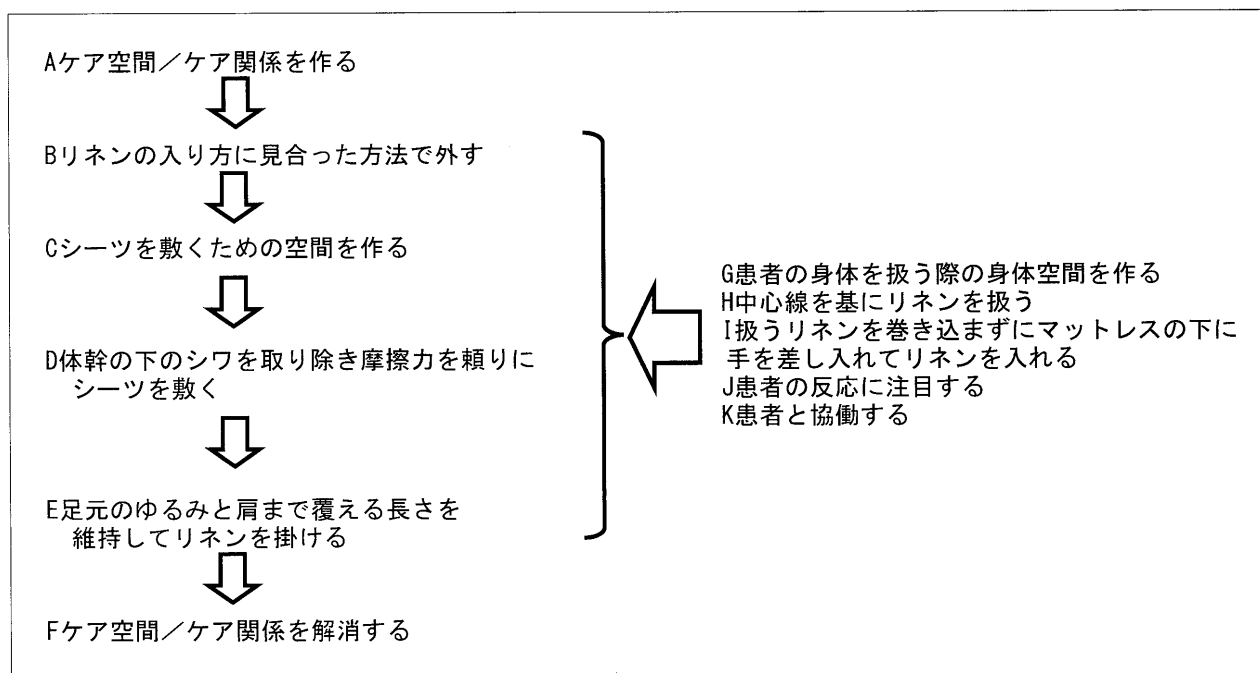 Aケア空間／ケア関係を作る
Bリネンの入り方に見合った方法で外す
Cシーツを敷くための空間を作る
D体幹の下のシワを取り除き摩擦力を頼りに
シーツを敷く
E足元のゆるみと肩まで覆える長さを
維持してリネンを掛ける
Fケア空間／ケア関係を解消する
G患者の身体を扱う際の身体空間を作る
H中心線を基にリネンを扱う
I扱うリネンを巻き込まずにマットレスの下に
手を差し入れてリネンを入れる
J患者の反応に注目する
K患者と協働する